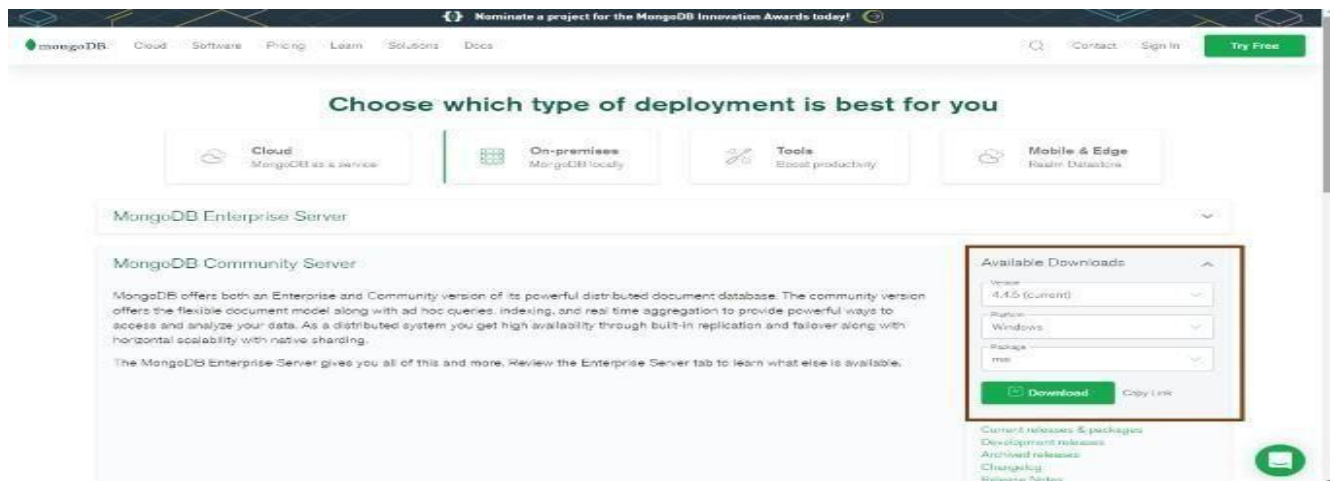 Nominate a project for the MongoDB Innovation Awards today!
mongoDB. Cloud Software Pricing Learn Solutions Docs Contact Sign In Try Free
Choose which type of deployment is best for you
Cloud
MongoDB as a service
On-premises
MongoDB locally
Tools
Boost productivity
Mobile & Edge
Realm Datastore
MongoDB Enterprise Server
MongoDB Community Server
MongoDB offers both an Enterprise and Community version of its powerful distributed document database. The community version
offers the flexible document model along with ad hoc queries, indexing, and real time aggregation to provide powerful ways to
access and analyze your data. As a distributed system you get high availability through built-in replication and failover along with
horizontal scalability with native sharding.
The MongoDB Enterprise Server gives you all of this and more. Review the Enterprise Server tab to learn what else is available.
Available Downloads
Version
4.4.5 (current)
Platform
Windows
Package
msi
Download Copy Link
Current releases & packages
Development releases
Archived releases
Changelog
Release Notes